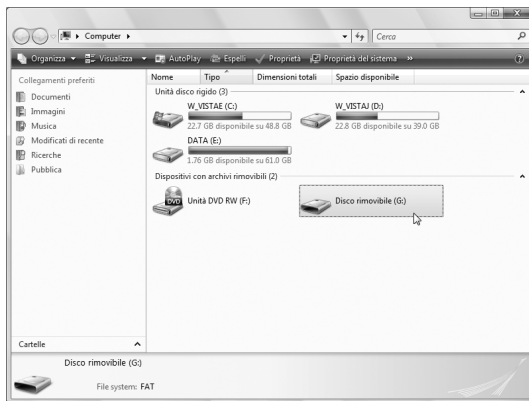 Computer
Cerca
Organizza Visualizza AutoPlay Espelli Proprietà Proprietà del sistema »
Collegamenti preferiti
Documenti
Immagini
Musica
Modificati di recente
Ricerche
Pubblica
Cartelle
Nome Tipo Dimensioni totali Spazio disponibile
Unità disco rigido (3)
W_VISTAE (C:)
22.7 GB disponibile su 48.8 GB
W_VISTAJ (D:)
22.8 GB disponibile su 39.0 GB
DATA (E:)
1.76 GB disponibile su 61.0 GB
Dispositivi con archivi rimovibili (2)
DVD
Unità DVD RW (F:)
Disco rimovibile (G:)
Disco rimovibile (G:)
File system: FAT